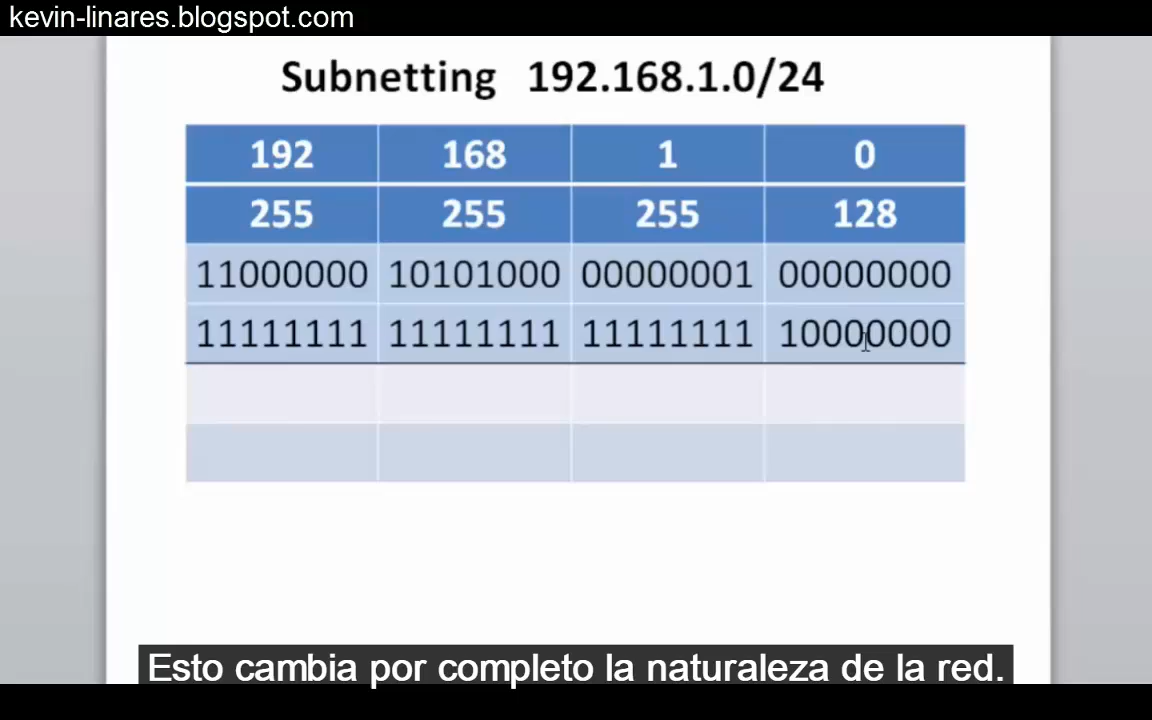 kevin-linares.blogspot.com
Subnetting 192.168.1.0/24
192 168 1 0
255 255 255 128
11000000 10101000 00000001 00000000
11111111 11111111 11111111 10000000
Esto cambia por completo la naturaleza de la red.